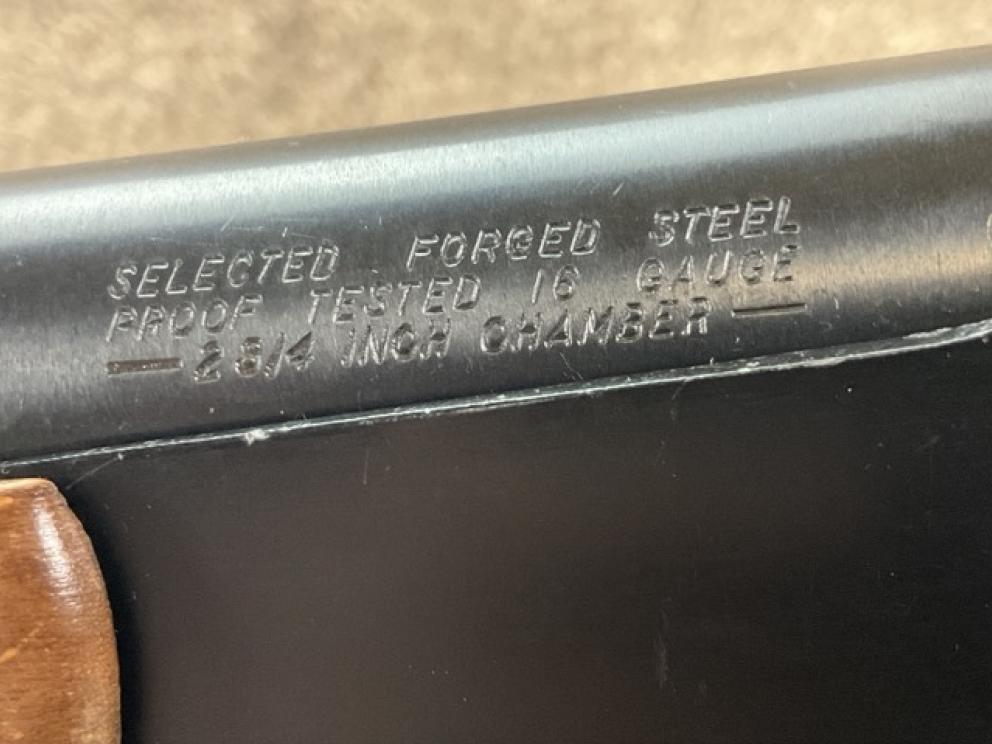 SELECTED FORGED STEEL
PROOF TESTED 16 GAUGE
— 2 3/4 INCH CHAMBER —